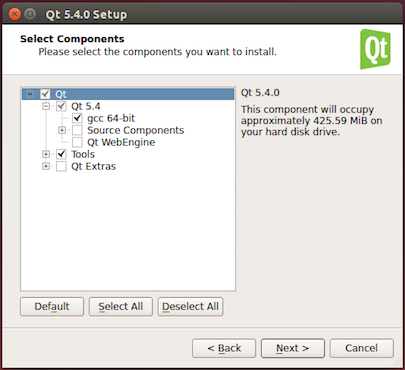 Qt 5.4.0 Setup
Select Components
Please select the components you want to install.
Qt
Qt
Qt 5.4
gcc 64-bit
Source Components
Qt WebEngine
Tools
Qt Extras
Qt 5.4.0
This component will occupy
approximately 425.59 MiB on
your hard disk drive.
Default
Select All
Deselect All
< Back
Next >
Cancel